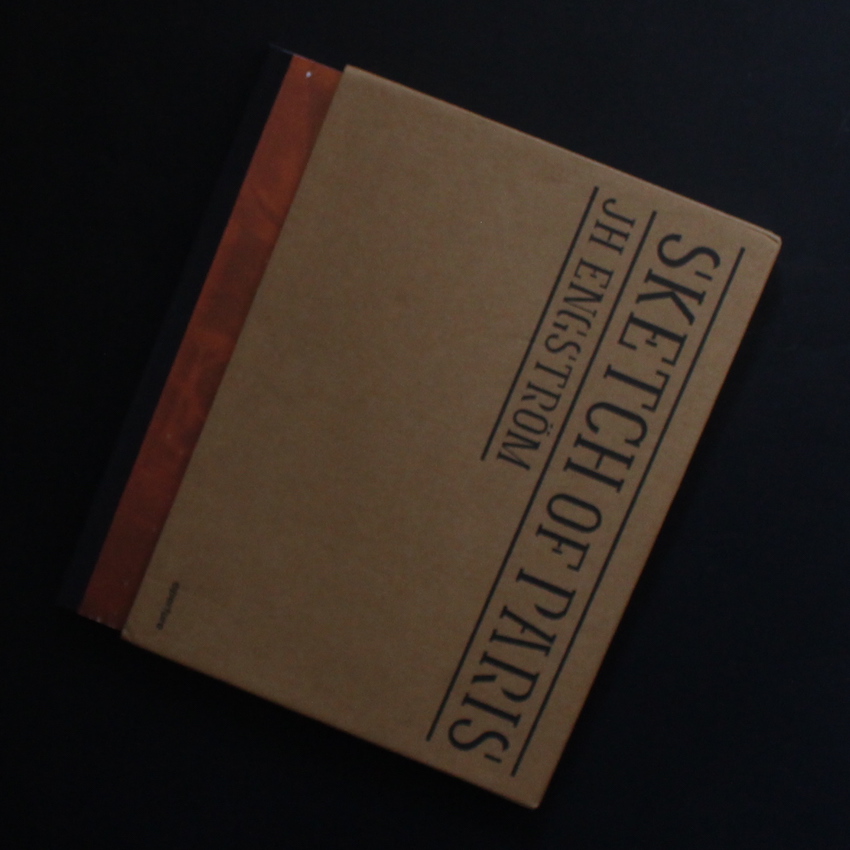 SKETCH OF PARIS
JH ENGSTRÖM